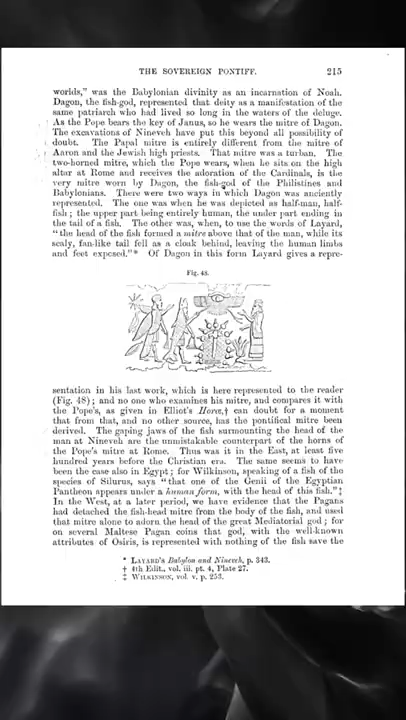 THE SOVEREIGN PONTIFF. 215
worlds," was the Babylonian divinity as an incarnation of Noah.
Dagon, the fish-god, represented that deity as a manifestation of the
same patriarch who had lived so long in the waters of the deluge.
As the Pope bears the key of Janus, so he wears the mitre of Dagon.
The excavations of Nineveh have put this beyond all possibility of
doubt. The Papal mitre is entirely different from the mitre of
Aaron and the Jewish high priests. That mitre was a turban. The
two-horned mitre, which the Pope wears, when he sits on the high
altar at Rome and receives the adoration of the Cardinals, is the
very mitre worn by Dagon, the fish-god of the Philistines and
Babylonians. There were two ways in which Dagon was anciently
represented. The one was when he was depicted as half-man, half-
fish; the upper part being entirely human, the under part ending in
the tail of a fish. The other was, when, to use the words of Layard,
"the head of the fish formed a mitre above that of the man, while its
scaly, fan-like tail fell as a cloak behind, leaving the human limbs
and feet exposed."* Of Dagon in this form Layard gives a repre-
Fig. 48.
sentation in his last work, which is here represented to the reader
(Fig. 48); and no one who examines his mitre, and compares it with
the Pope's, as given in Elliot's Horæ,† can doubt for a moment
that from that, and no other source, has the pontifical mitre been
derived. The gaping jaws of the fish surmounting the head of the
man at Nineveh are the unmistakable counterpart of the horns of
the Pope's mitre at Rome. Thus was it in the East, at least five
hundred years before the Christian era. The same seems to have
been the case also in Egypt; for Wilkinson, speaking of a fish of the
species of Silurus, says "that one of the Genii of the Egyptian
Pantheon appears under a human form, with the head of this fish."‡
In the West, at a later period, we have evidence that the Pagans
had detached the fish-head mitre from the body of the fish, and used
that mitre alone to adorn the head of the great Mediatorial god; for
on several Maltese Pagan coins that god, with the well-known
attributes of Osiris, is represented with nothing of the fish save the
* LAYARD'S Babylon and Nineveh, p. 343.
† 4th Edit., vol. iii. pt. 4, Plate 27.
‡ WILKINSON, vol. v. p. 253.